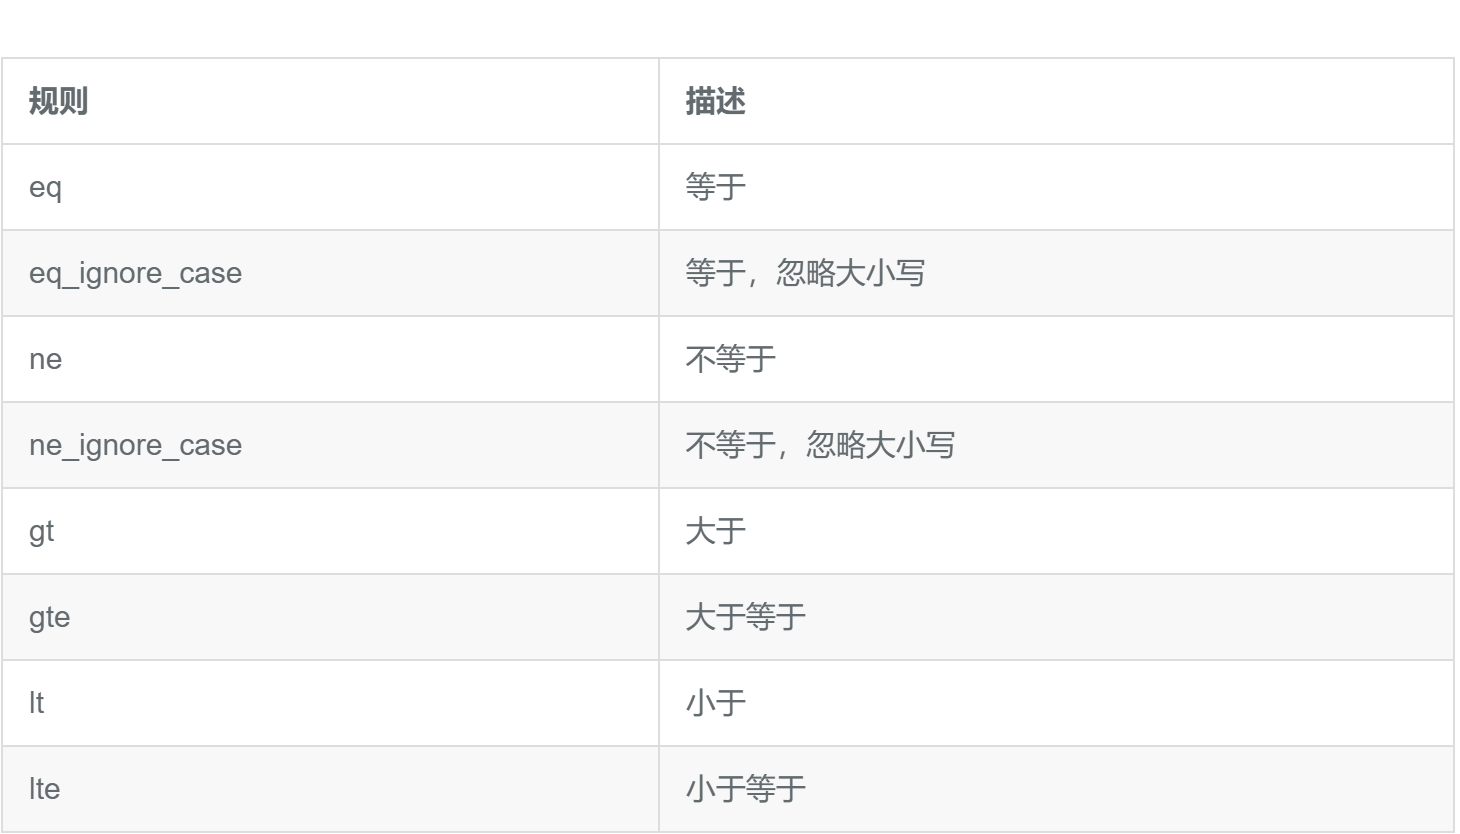 规则 描述
eq 等于
eq_ignore_case 等于，忽略大小写
ne 不等于
ne_ignore_case 不等于，忽略大小写
gt 大于
gte 大于等于
lt 小于
lte 小于等于